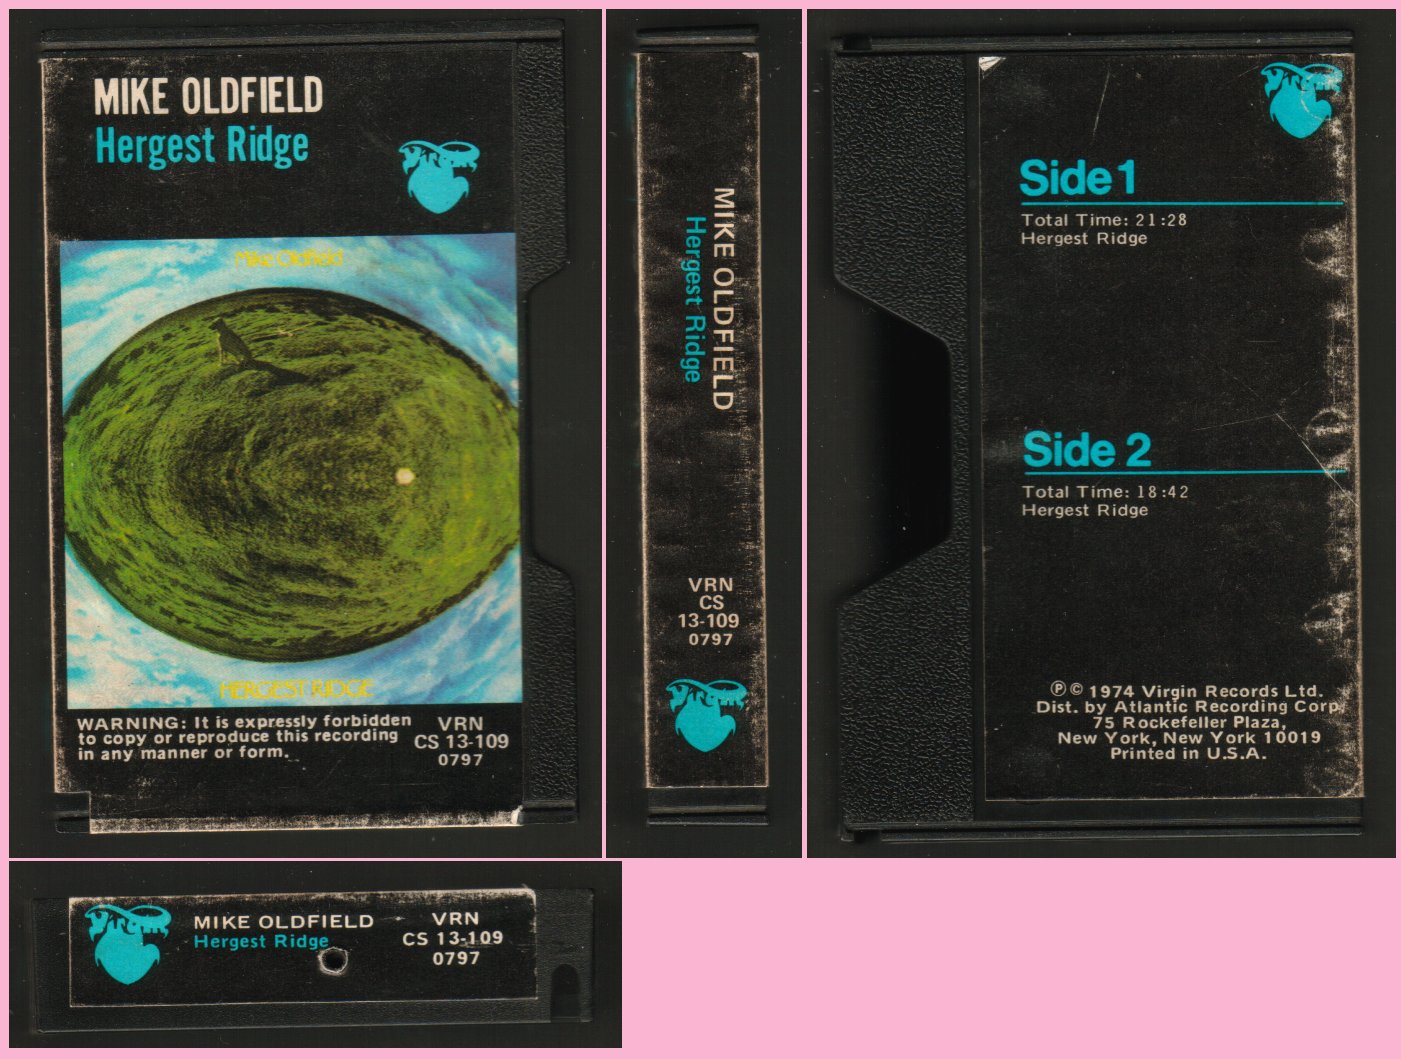 MIKE OLDFIELD
Hergest Ridge
Virgin
Mike Oldfield
HERGEST RIDGE
WARNING: It is expressly forbidden
to copy or reproduce this recording
in any manner or form.
VRN
CS 13-109
0797
MIKE OLDFIELD
Hergest Ridge
VRN
CS
13-109
0797
Virgin
Virgin
Side 1
Total Time: 21:28
Hergest Ridge
Side 2
Total Time: 18:42
Hergest Ridge
℗ © 1974 Virgin Records Ltd.
Dist. by Atlantic Recording Corp.
75 Rockefeller Plaza,
New York, New York 10019
Printed in U.S.A.
Virgin
MIKE OLDFIELD
Hergest Ridge
VRN
CS 13-109
0797